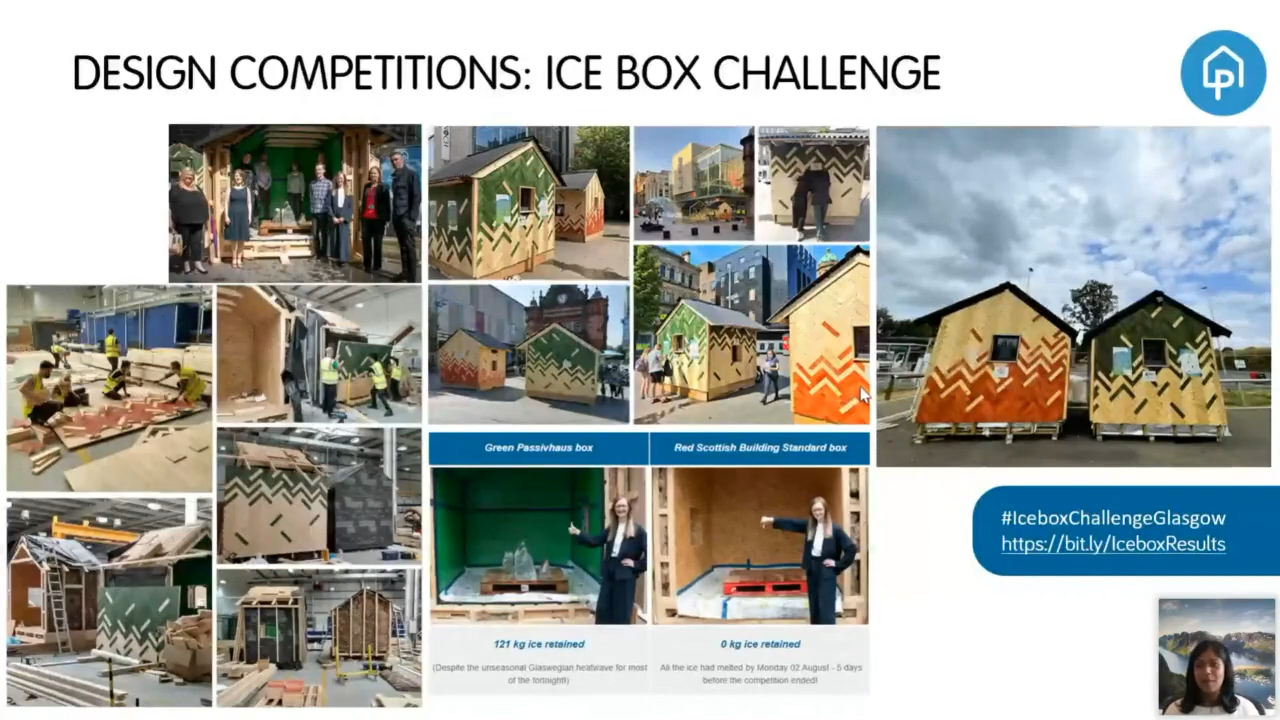 DESIGN COMPETITIONS: ICE BOX CHALLENGE
Green Passivhaus box
Red Scottish Building Standard box
121 kg ice retained
0 kg ice retained
(Despite the unseasonal Glaswegian heatwave for most
of the fortnight!)
All the ice had melted by Monday 02 August - 5 days
before the competition ended!
#IceboxChallengeGlasgow
https://bit.ly/IceboxResults